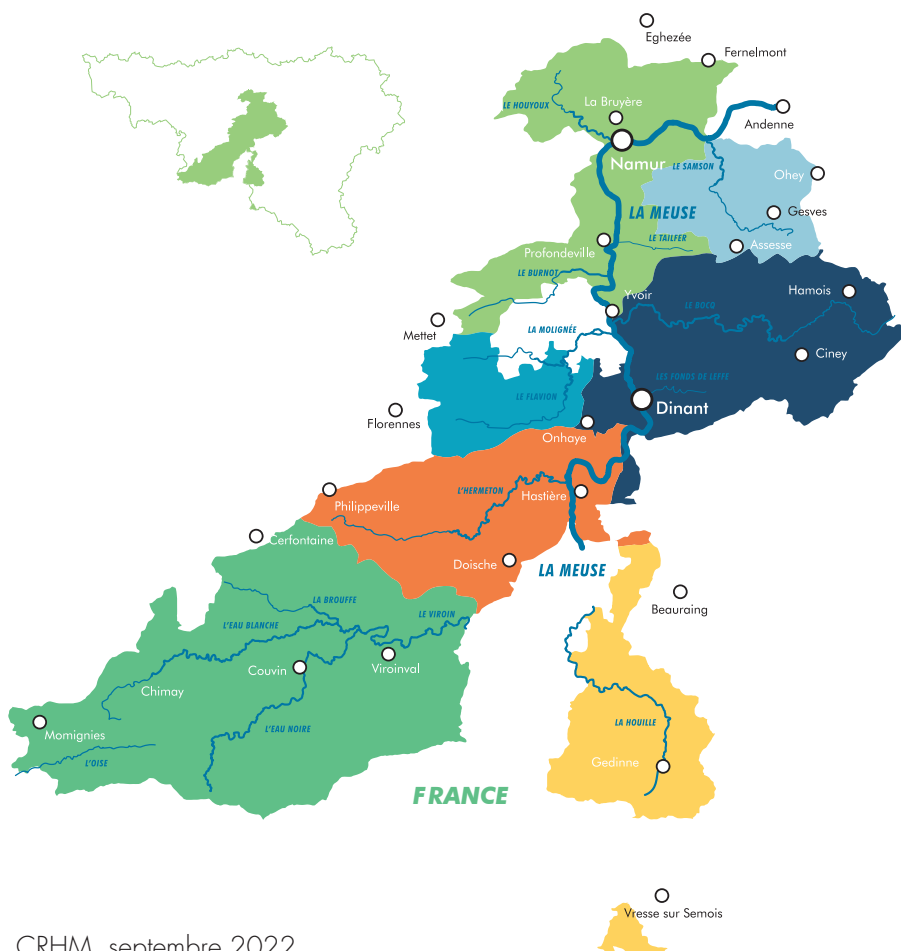 Eghezée
Fernelmont
La Bruyère
LE HOUYOUX
Andenne
Namur
LE SAMSON
Ohey
LA MEUSE
Gesves
LE TAILFER
Assesse
Profondeville
LE BURNOT
Hamois
Yvoir
LE BOCQ
Mettet
LA MOLIGNÉE
Ciney
LES FONDS DE LEFFE
LE FLAVION
Dinant
Florennes
Onhaye
L'HERMETON
Hastière
Philippeville
Cerfontaine
Doische
LA MEUSE
Beauraing
LA BROUFFE
LE VIROIN
L'EAU BLANCHE
Couvin
Viroinval
Chimay
LA HOUILLE
L'EAU NOIRE
Momignies
L'OISE
Gedinne
FRANCE
Vresse sur Semois
CRHM, septembre 2022